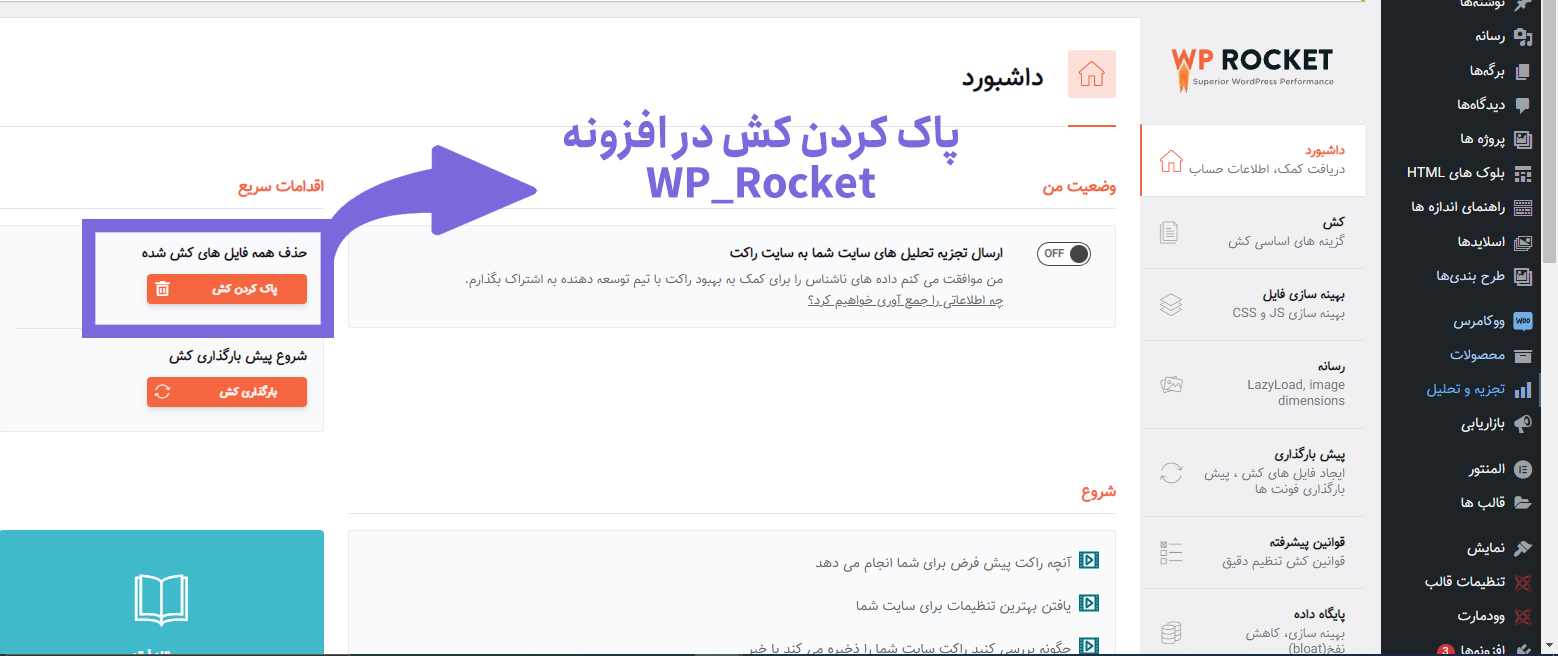 نوشته‌ها
رسانه
برگه‌ها
دیدگاه‌ها
پروژه ها
بلوک های HTML
راهنمای اندازه ها
اسلایدها
طرح بندی‌ها
ووکامرس
محصولات
تجزیه و تحلیل
بازاریابی
المنتور
قالب ها
نمایش
تنظیمات قالب
وودمارت
افزونه‌ها 3
WP ROCKET
Superior WordPress Performance
داشبورد
دریافت کمک، اطلاعات حساب
کش
گزینه های اساسی کش
بهینه سازی فایل
بهینه سازی JS و CSS
رسانه
LazyLoad, image
dimensions
پیش بارگذاری
ایجاد فایل های کش ، پیش
بارگذاری فونت ها
قوانین پیشرفته
قوانین کش تنظیم دقیق
پایگاه داده
بهینه سازی، کاهش
نفخ(bloat)
داشبورد
پاک کردن کش در افزونه
WP_Rocket
وضعیت من
OFF
ارسال تجزیه تحلیل های سایت شما به سایت راکت
من موافقت می کنم داده های ناشناس را برای کمک به بهبود راکت با تیم توسعه دهنده به اشتراک بگذارم.
چه اطلاعاتی را جمع آوری خواهیم کرد؟
شروع
آنچه راکت پیش فرض برای شما انجام می دهد
یافتن بهترین تنظیمات برای سایت شما
چگونه بررسی کنید راکت سایت شما را ذخیره می کند یا خیر
اقدامات سریع
حذف همه فایل های کش شده
پاک کردن کش
شروع پیش بارگذاری کش
بارگذاری کش